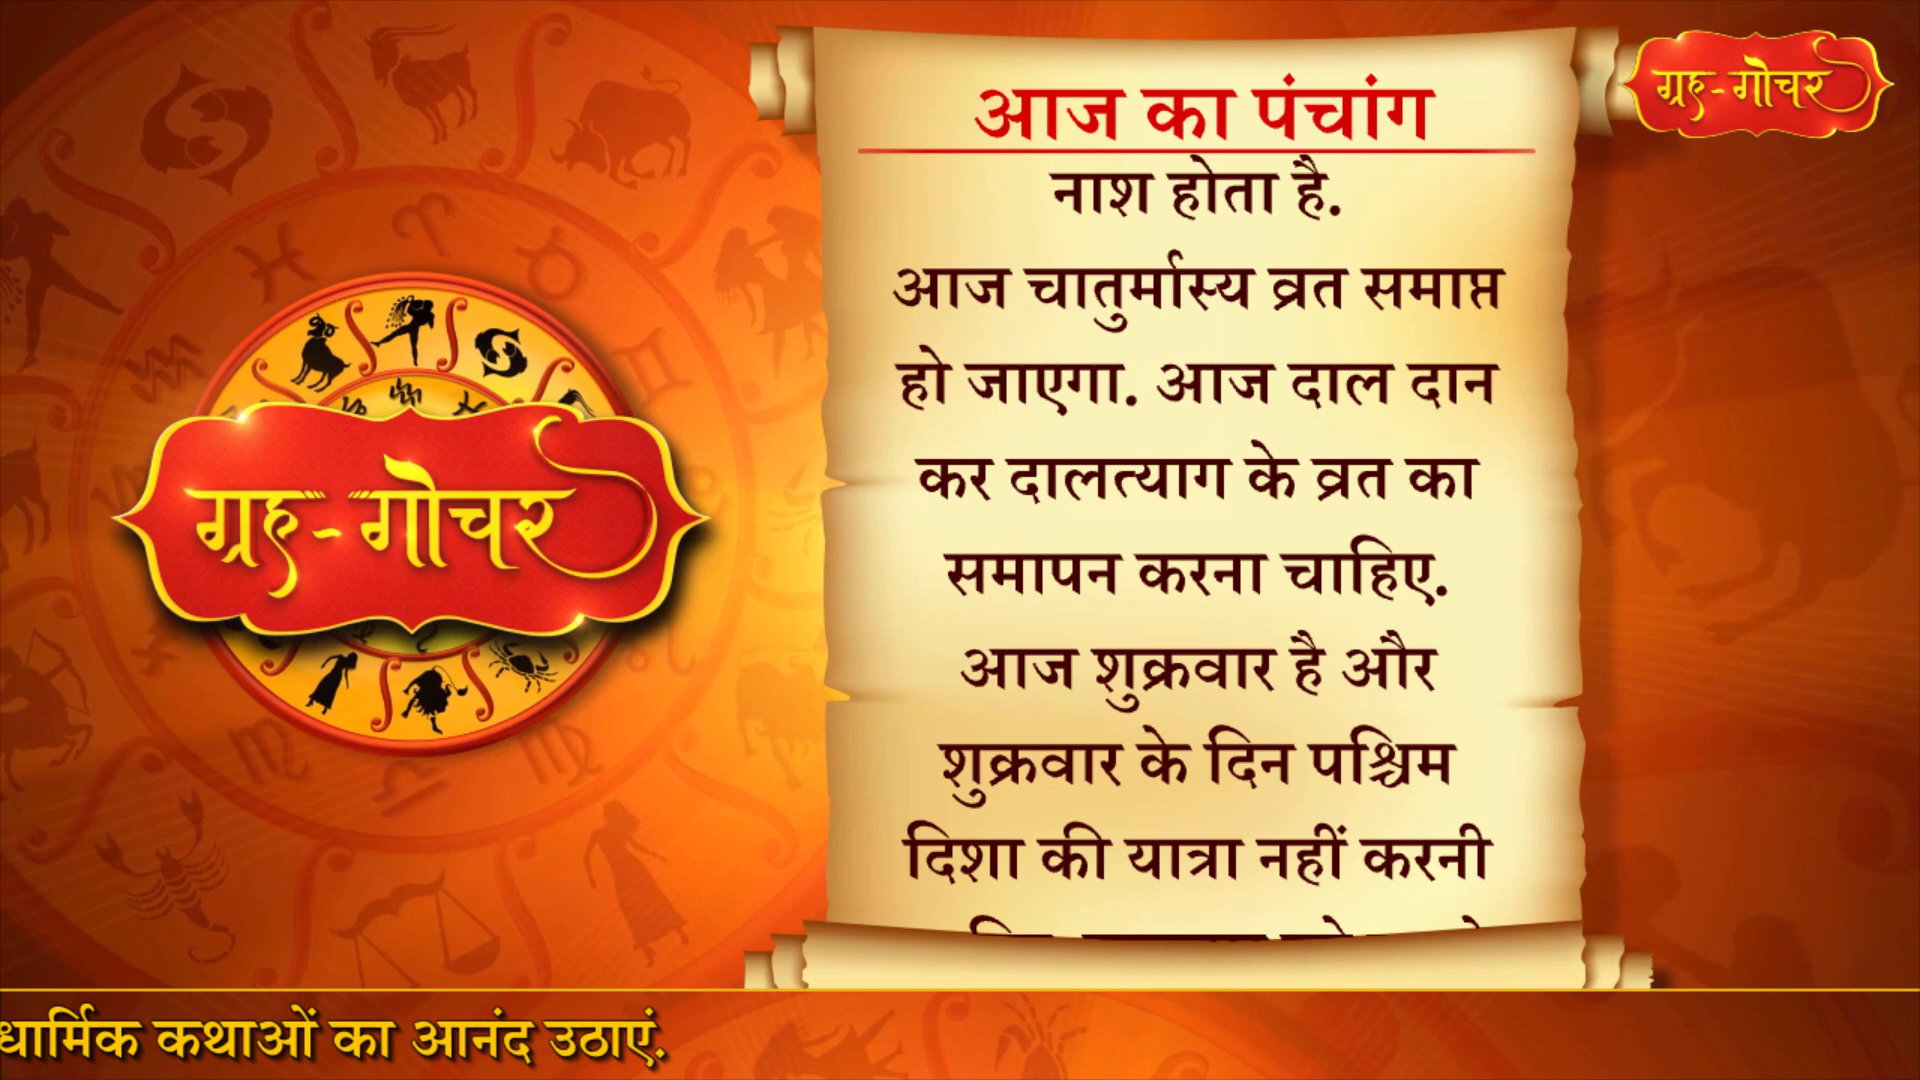 आज का पंचांग
ग्रह-गोचर
नाश होता है.
आज चातुर्मास्य व्रत समाप्त
हो जाएगा. आज दाल दान
कर दालत्याग के व्रत का
समापन करना चाहिए.
आज शुक्रवार है और
शुक्रवार के दिन पश्चिम
दिशा की यात्रा नहीं करनी
ग्रह-गोचर
धार्मिक कथाओं का आनंद उठाएं.